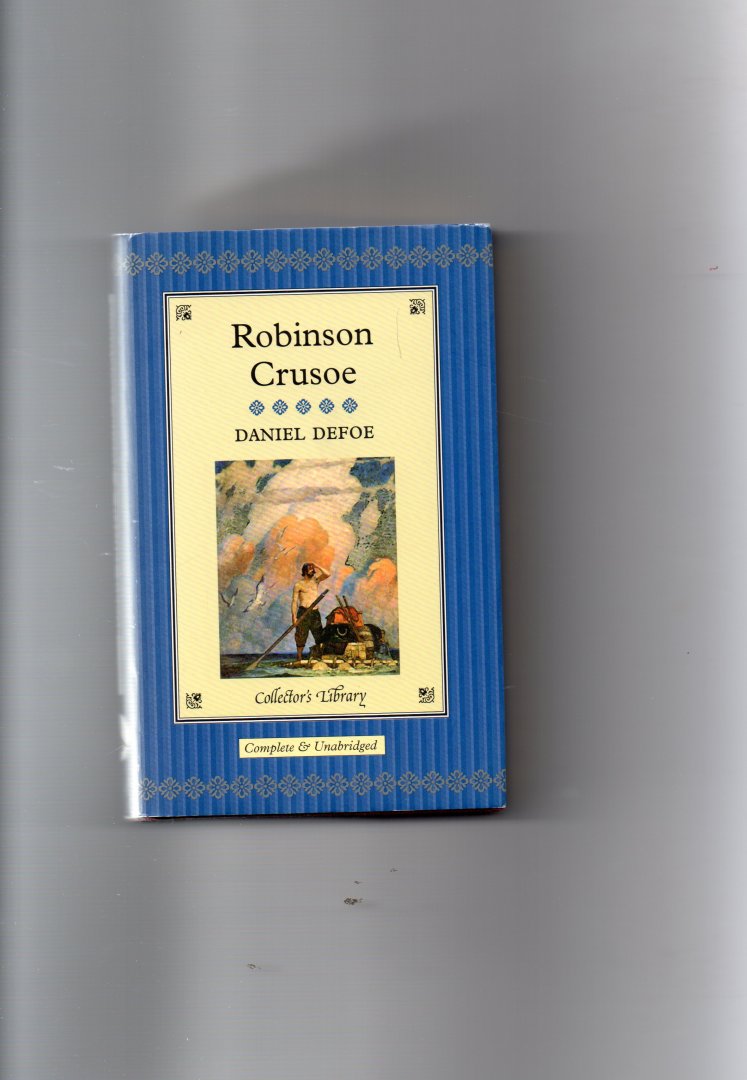 Robinson
Crusoe
DANIEL DEFOE
Collector's Library
Complete & Unabridged